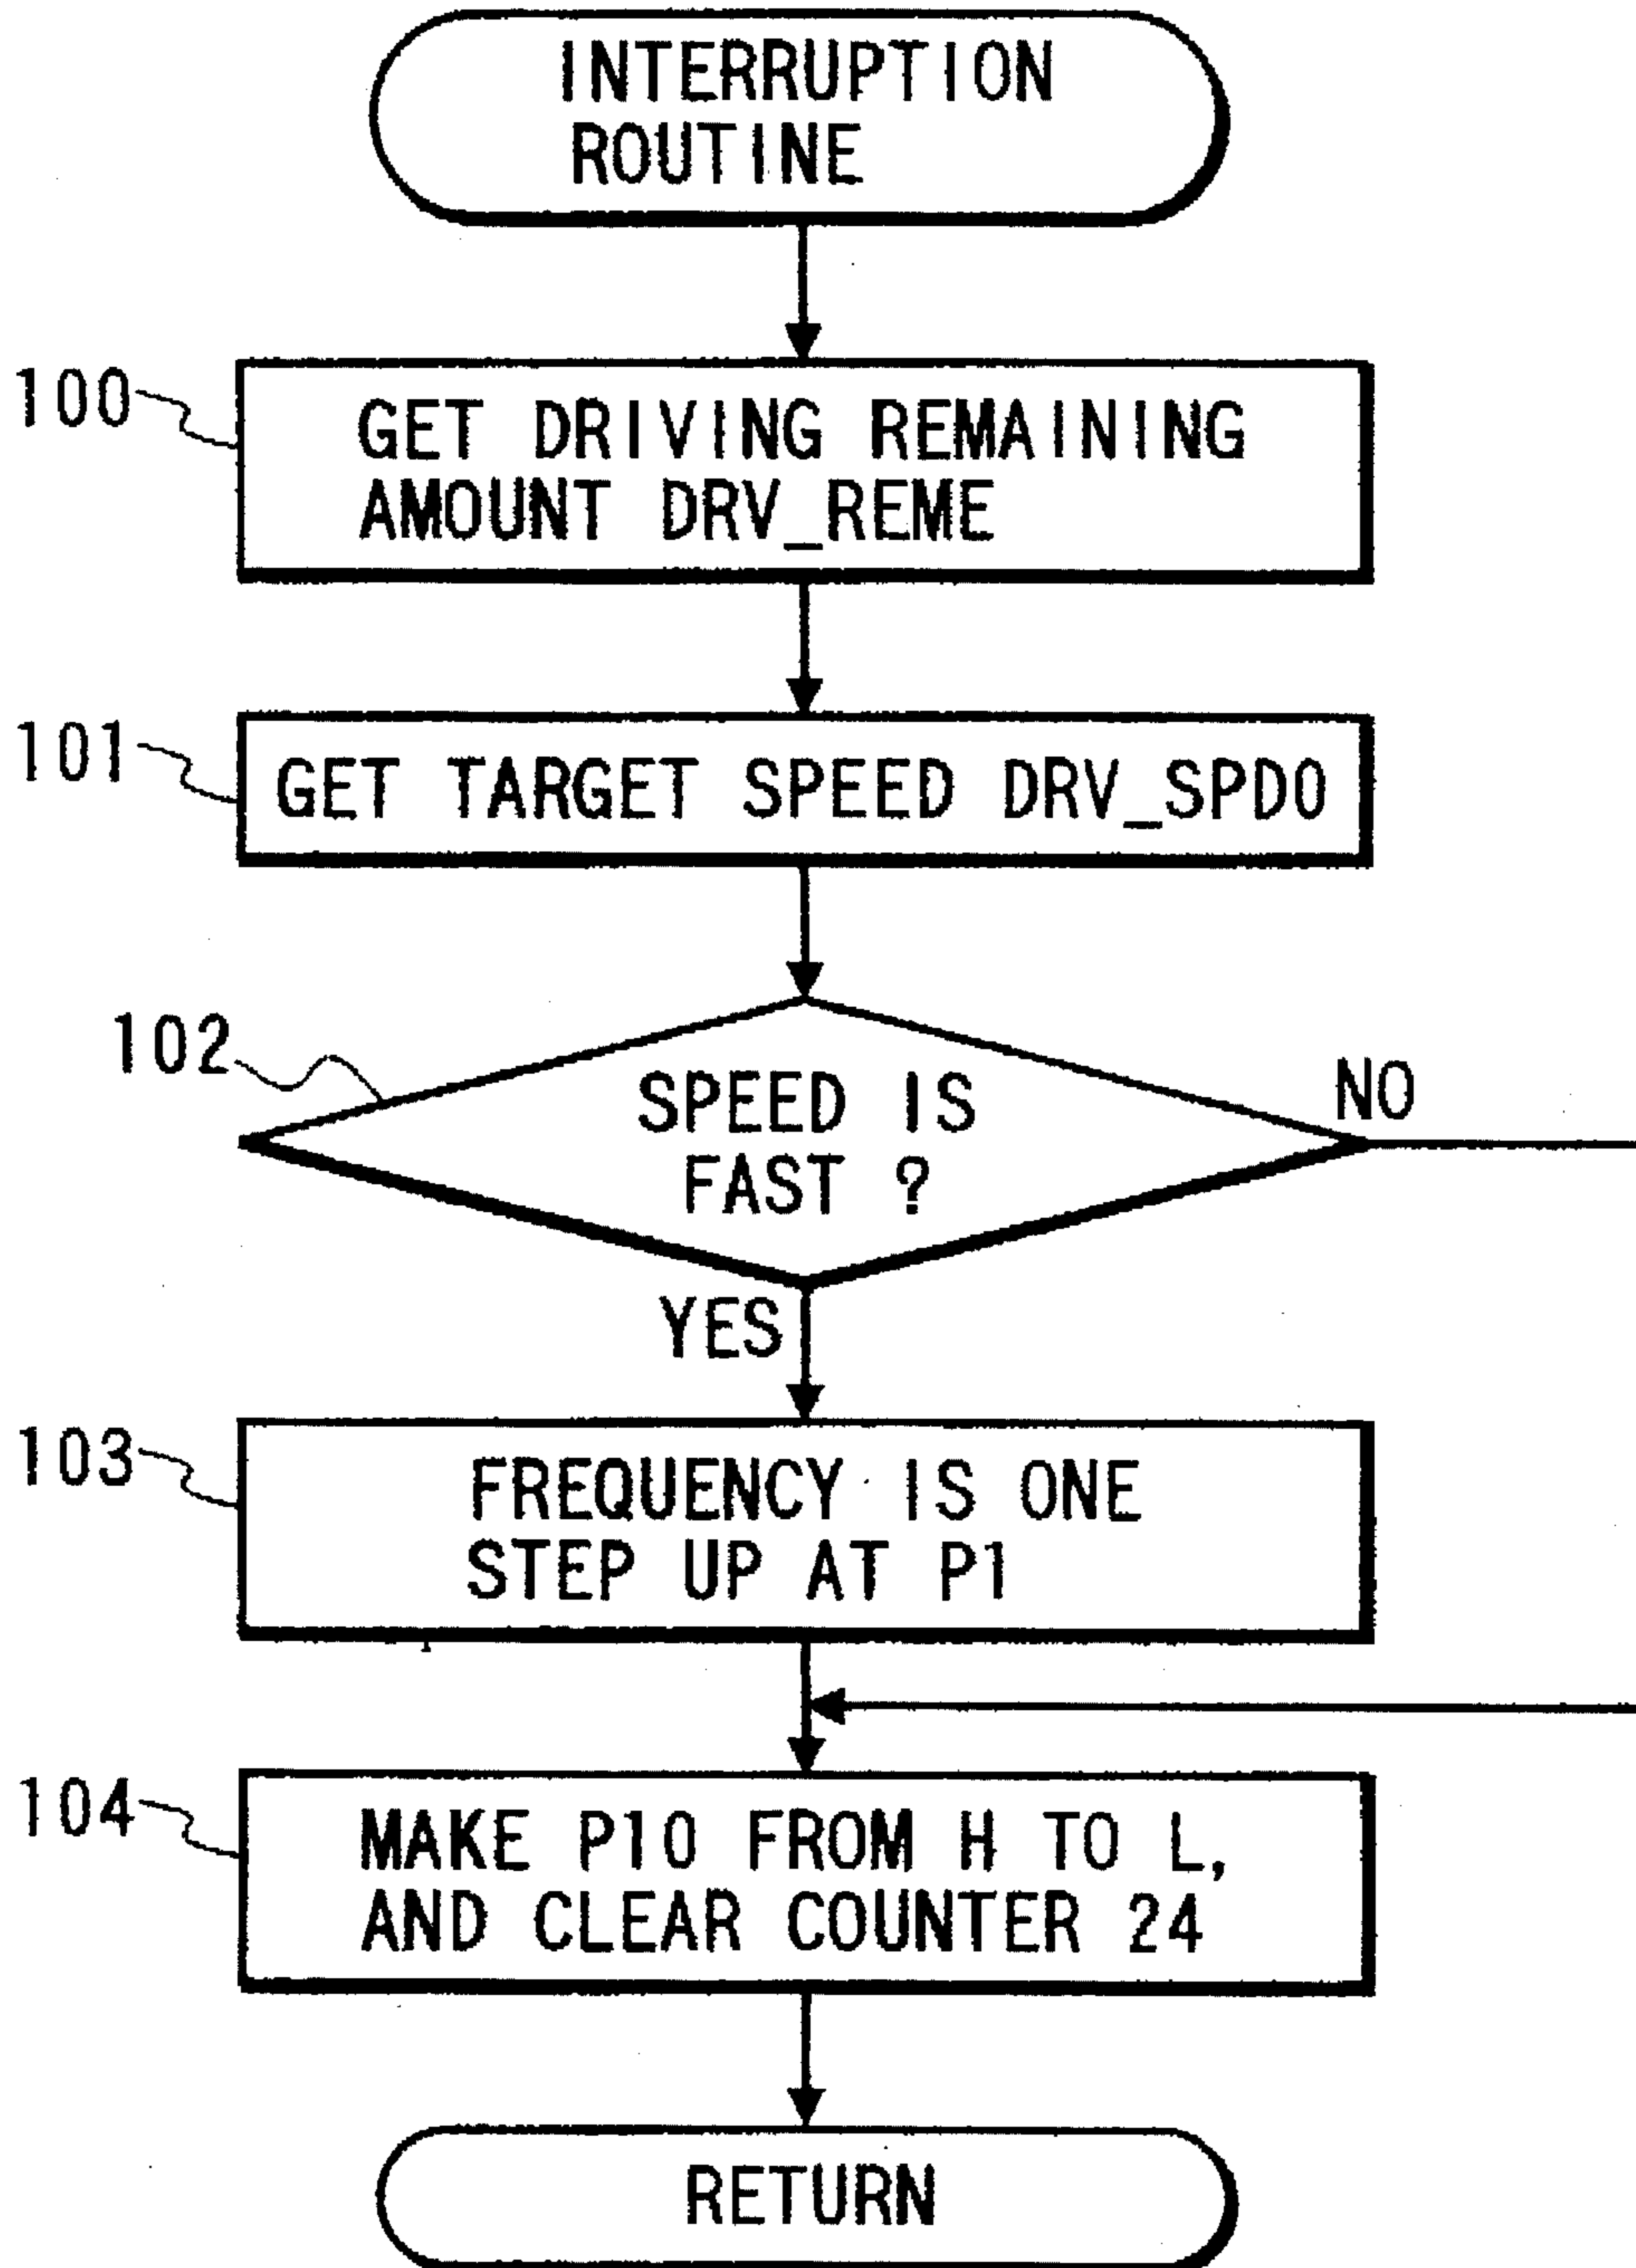 INTERRUPTION
ROUTINE
100
GET DRIVING REMAINING
AMOUNT DRV_REME
101
GET TARGET SPEED DRV_SPD0
102
SPEED IS
FAST ?
NO
YES
103
FREQUENCY IS ONE
STEP UP AT P1
104
MAKE P10 FROM H TO L,
AND CLEAR COUNTER 24
RETURN